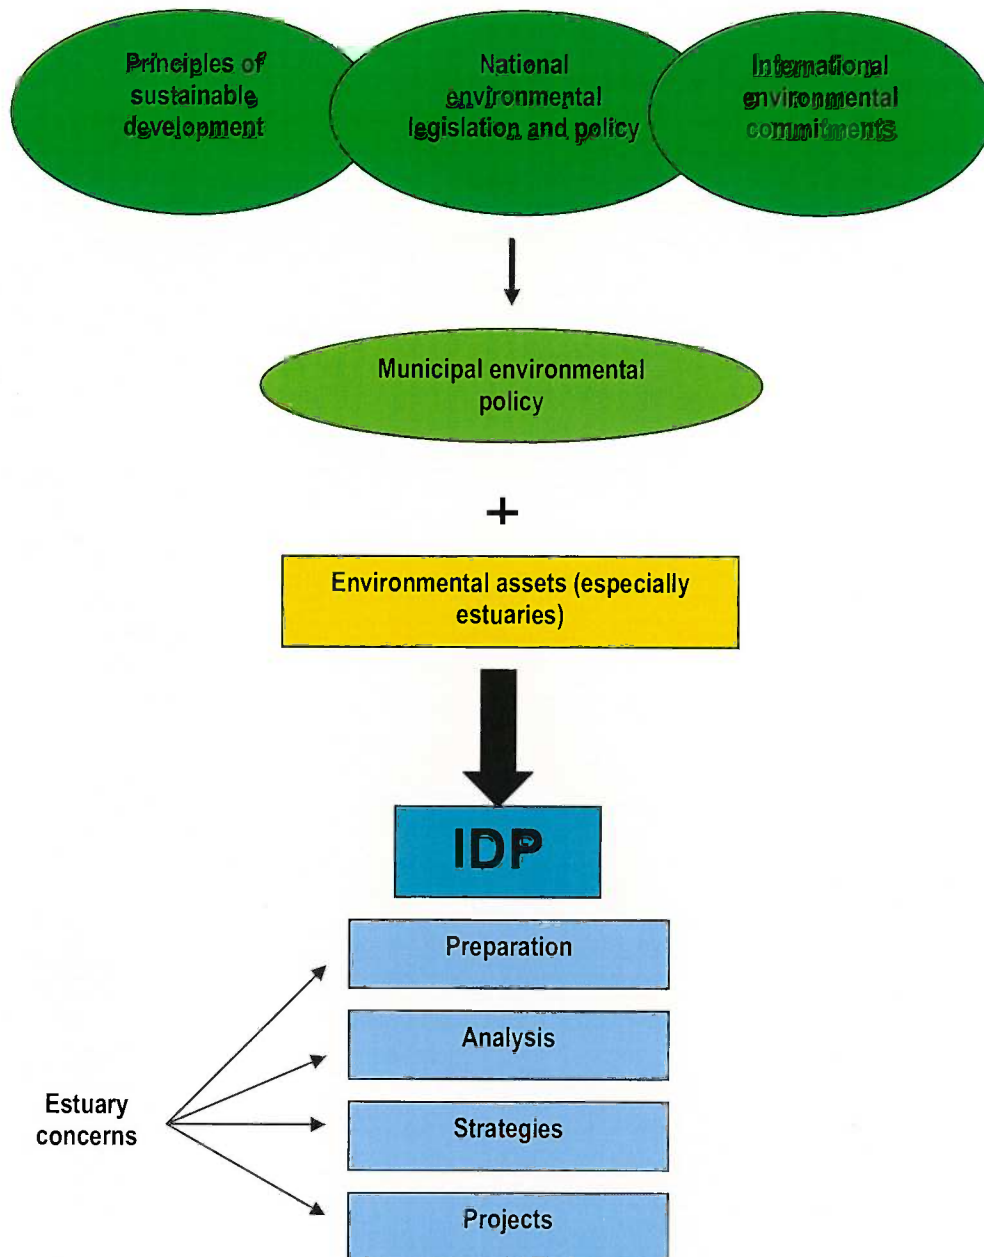 Principles of
sustainable
development
National
environmental
legislation and policy
International
environmental
commitments
Municipal environmental
policy
+
Environmental assets (especially
estuaries)
IDP
Preparation
Analysis
Estuary
concerns
Strategies
Projects